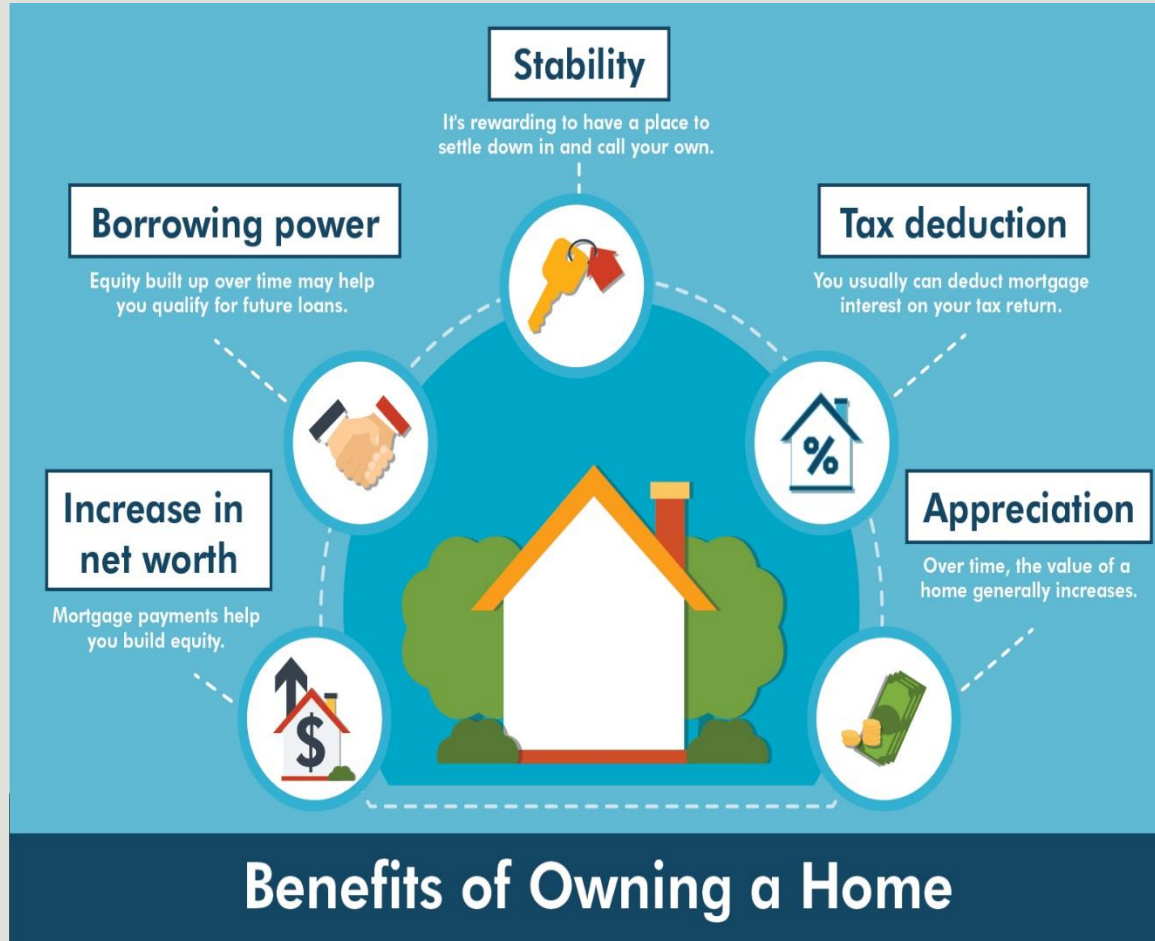 Stability
It's rewarding to have a place to
settle down in and call your own.
Borrowing power
Equity built up over time may help
you qualify for future loans.
Tax deduction
You usually can deduct mortgage
interest on your tax return.
%
Increase in
net worth
Mortgage payments help
you build equity.
$
Appreciation
Over time, the value of a
home generally increases.
Benefits of Owning a Home